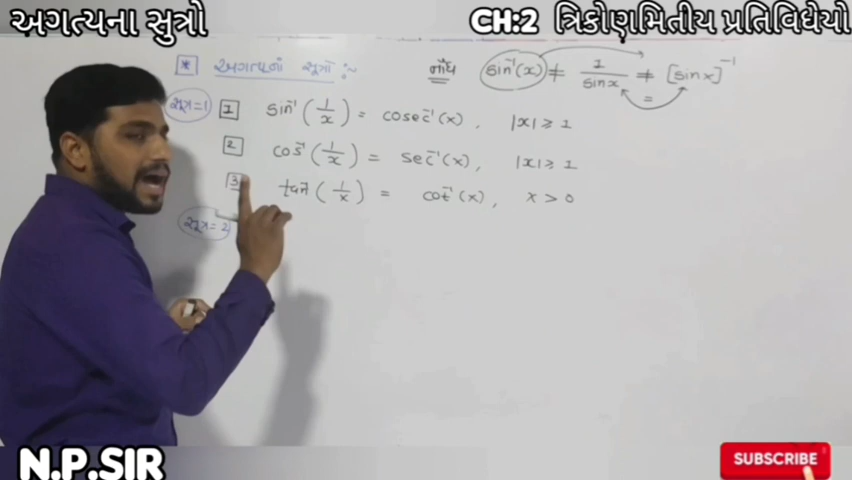 અગત્યના સુત્રો
CH:2 ત્રિકોણમિતીય પ્રતિવિધેયો
* અગત્યનાં સૂત્રો :~
નોંધ sin⁻¹(x) ≠ 1/sinx ≠ [sinx]⁻¹
=
સૂત્ર=1
1 sin⁻¹(1/x) = cosec⁻¹(x), |x| ≥ 1
2 cos⁻¹(1/x) = sec⁻¹(x), |x| ≥ 1
3 tan⁻¹(1/x) = cot⁻¹(x), x > 0
સૂત્ર=2
N.P.SIR
SUBSCRIBE